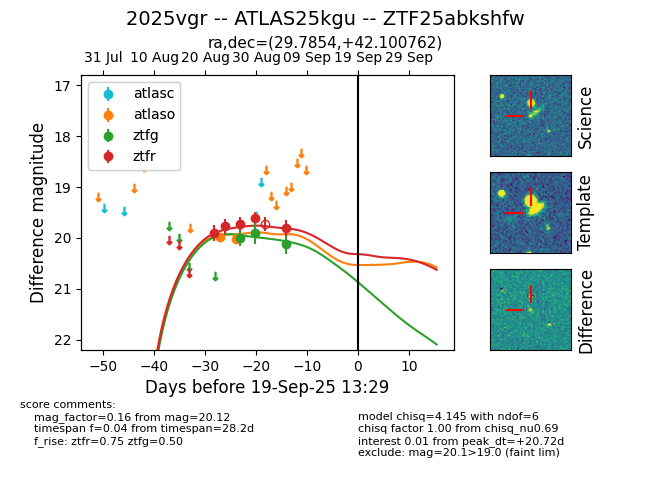 2025vgr -- ATLAS25kgu -- ZTF25abkshfw
ra,dec=(29.7854,+42.100762)
31 Jul 10 Aug 20 Aug 30 Aug 09 Sep 19 Sep 29 Sep
17
18
19
20
21
22
Difference magnitude
atlasc
atlaso
ztfg
ztfr
−50 −40 −30 −20 −10 0 10
Days before 19-Sep-25 13:29
Science
Template
Difference
score comments:
mag_factor=0.16 from mag=20.12
timespan f=0.04 from timespan=28.2d
f_rise: ztfr=0.75 ztfg=0.50
model chisq=4.145 with ndof=6
chisq factor 1.00 from chisq_nu0.69
interest 0.01 from peak_dt=+20.72d
exclude: mag=20.1>19.0 (faint lim)